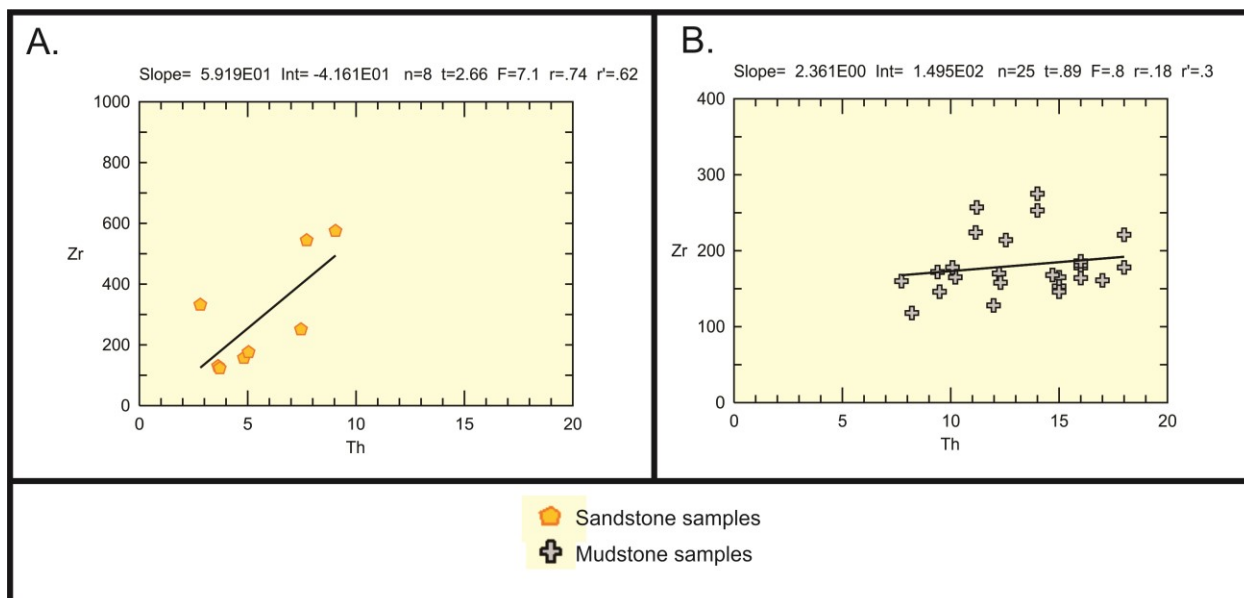 A.
Slope= 5.919E01 Int= -4.161E01 n=8 t=2.66 F=7.1 r=.74 r'=.62
1000
800
600
Zr
400
200
0
0 5 10 15 20
Th
B.
Slope= 2.361E00 Int= 1.495E02 n=25 t=.89 F=.8 r=.18 r'=.3
400
300
Zr
200
100
0
0 5 10 15 20
Th
Sandstone samples
Mudstone samples